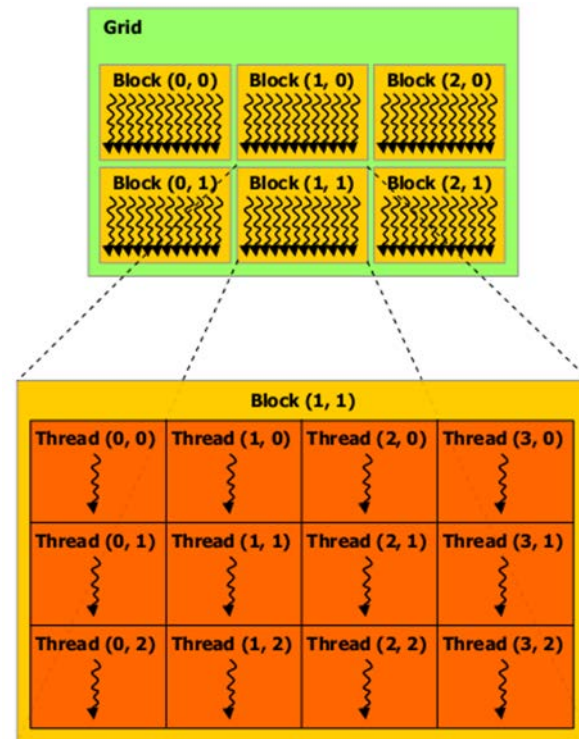 Grid
Block (0, 0) Block (1, 0) Block (2, 0)
Block (0, 1) Block (1, 1) Block (2, 1)
Block (1, 1)
Thread (0, 0) Thread (1, 0) Thread (2, 0) Thread (3, 0)
Thread (0, 1) Thread (1, 1) Thread (2, 1) Thread (3, 1)
Thread (0, 2) Thread (1, 2) Thread (2, 2) Thread (3, 2)